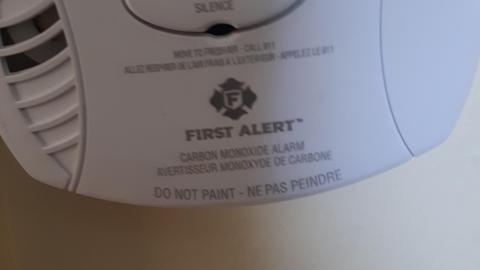 SILENCE
MOVE TO FRESH AIR - CALL 911
ALLEZ RESPIRER DE L'AIR FRAIS A L'EXTERIEUR - APPELEZ LE 911
F
FIRST ALERT™
CARBON MONOXIDE ALARM
AVERTISSEUR MONOXYDE DE CARBONE
DO NOT PAINT - NE PAS PEINDRE